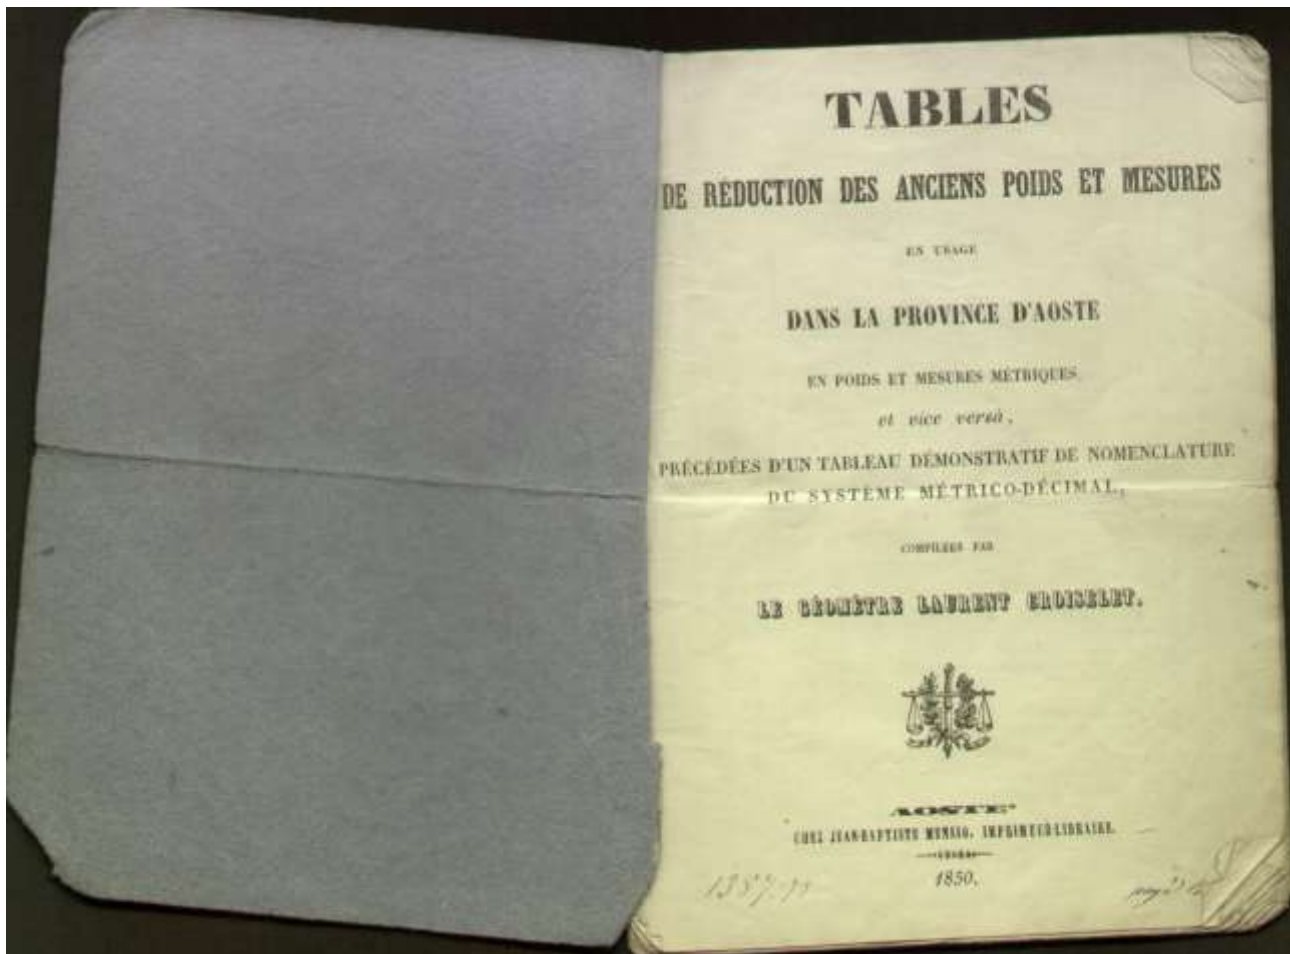 TABLES
DE RÉDUCTION DES ANCIENS POIDS ET MESURES
EN USAGE
DANS LA PROVINCE D'AOSTE
EN POIDS ET MESURES MÉTRIQUES
et vice versà,
PRÉCÉDÉES D'UN TABLEAU DÉMONSTRATIF DE NOMENCLATURE
DU SYSTÈME MÉTRICO-DÉCIMAL,
COMPILÉES PAR
LE GÉOMÈTRE LAURENT CROISELET.
AOSTE
CHEZ JEAN-BAPTISTE MENSIO, IMPRIMEUR-LIBRAIRE.
1850.